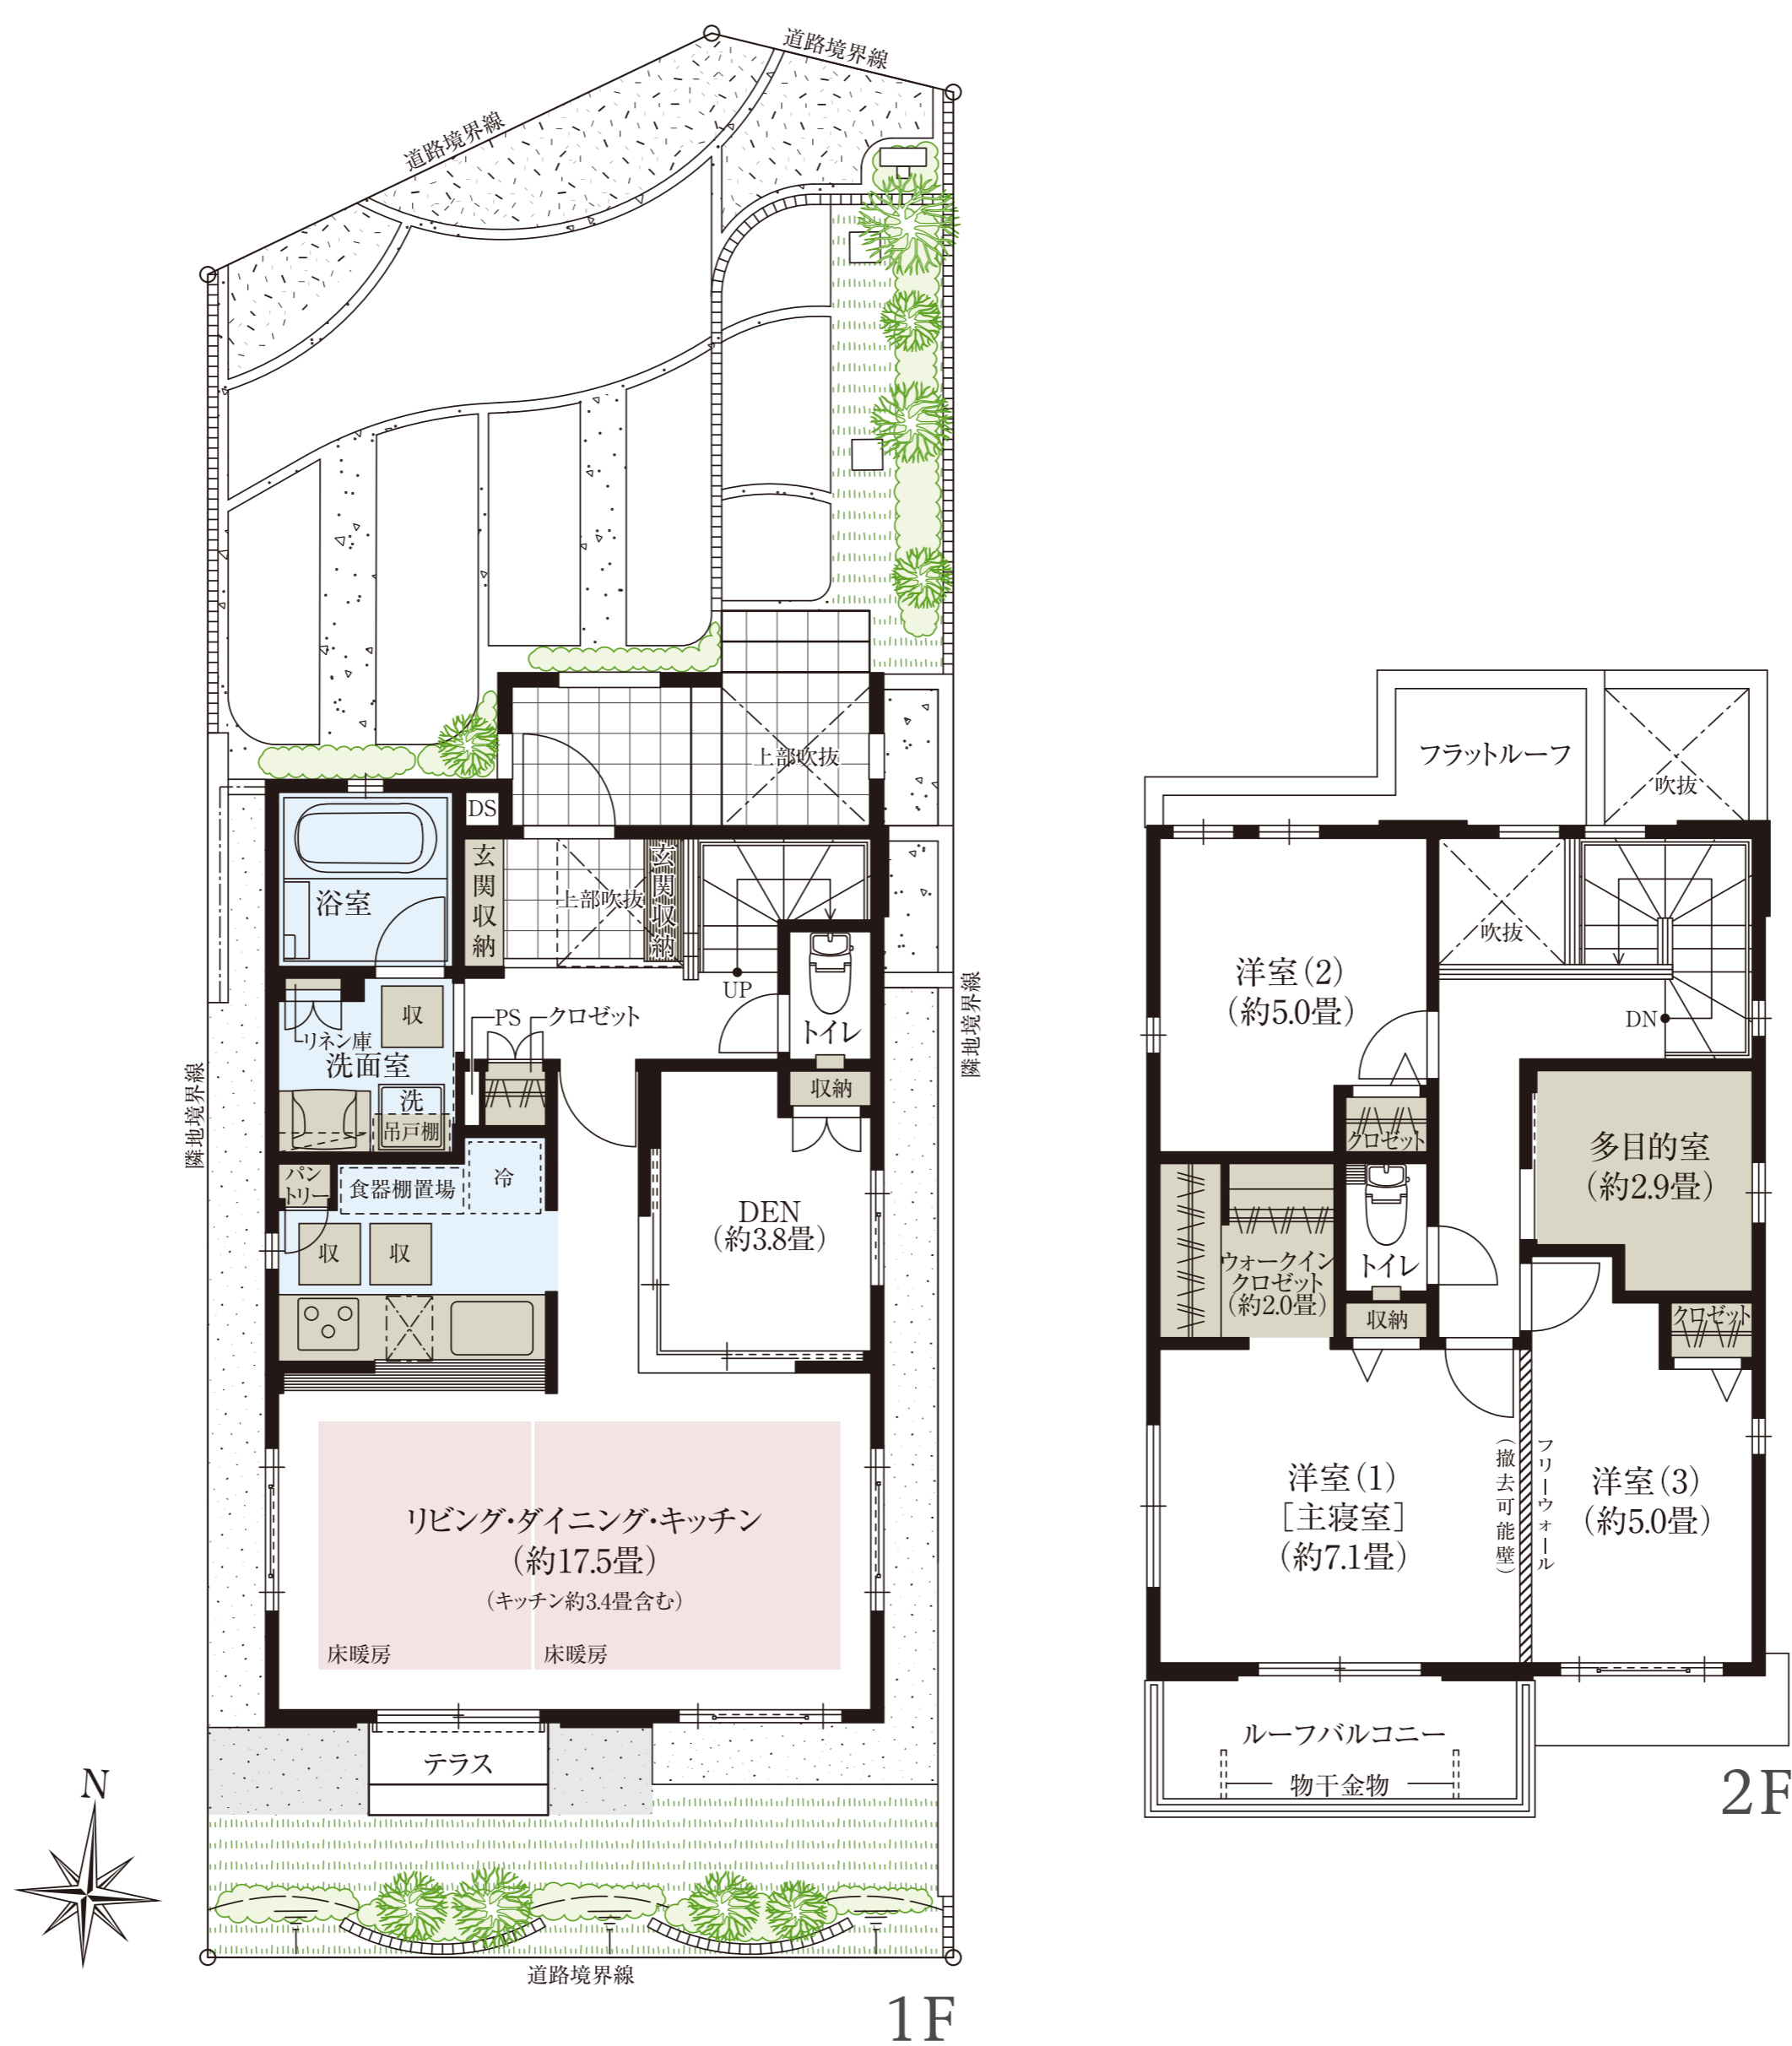 道路境界線
道路境界線
上部吹抜
DS
玄関収納
上部吹抜
玄関収納
浴室
UP
トイレ
PS
クロゼット
収
リネン庫
洗面室
洗
吊戸棚
収納
隣地境界線
隣地境界線
パン
トリー
食器棚置場
冷
収
収
DEN
(約3.8畳)
リビング・ダイニング・キッチン
(約17.5畳)
(キッチン約3.4畳含む)
床暖房
床暖房
テラス
N
道路境界線
1F
フラットルーフ
吹抜
吹抜
洋室(2)
(約5.0畳)
DN
クロゼット
多目的室
(約2.9畳)
トイレ
ウォークイン
クロゼット
(約2.0畳)
収納
クロゼット
洋室(1)
[主寝室]
(約7.1畳)
フリーウォール
(撤去可能壁)
洋室(3)
(約5.0畳)
ルーフバルコニー
物干金物
2F